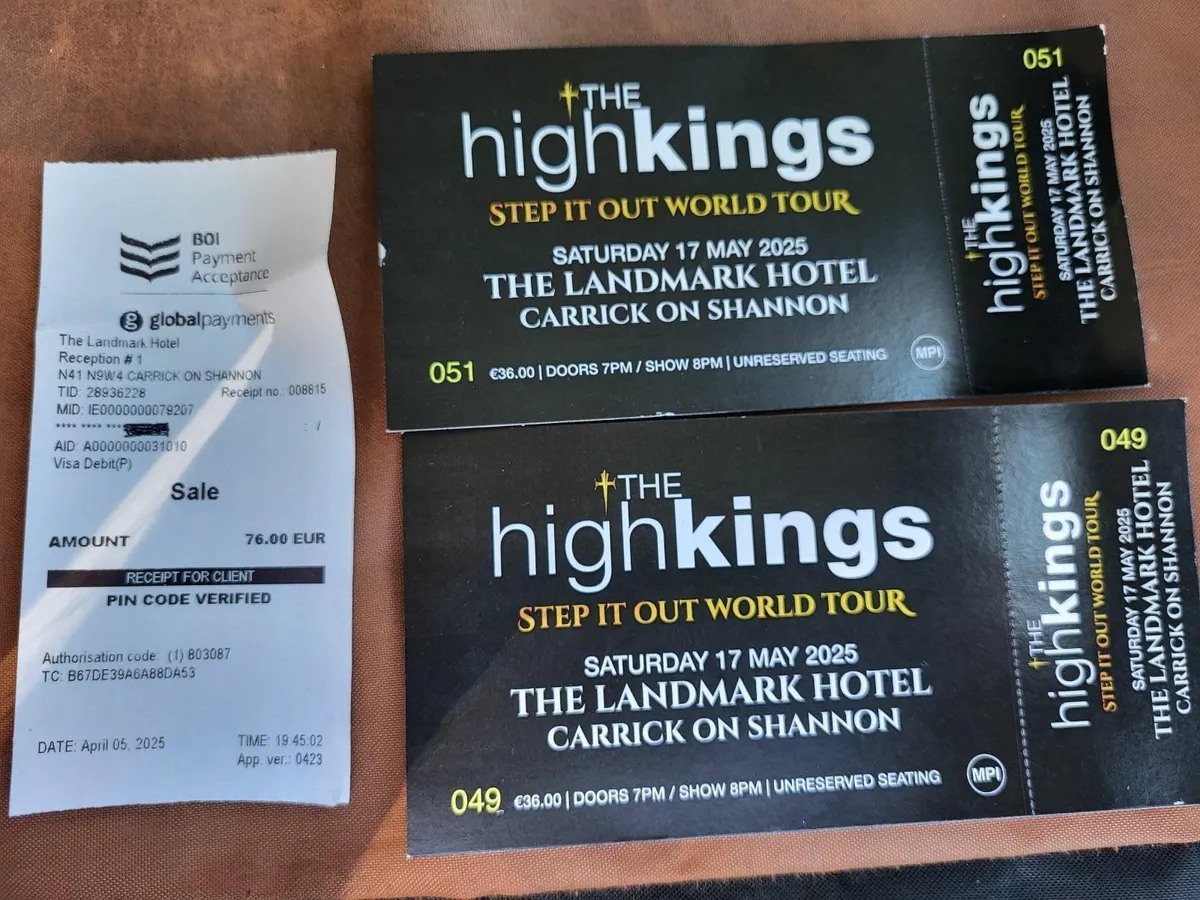 BOI
Payment
Acceptance
globalpayments
The Landmark Hotel
Reception # 1
N41 N9W4 CARRICK ON SHANNON
TID: 28936228 Receipt no.: 008815
MID: IE0000000079207
**** **** ***
AID: A0000000031010
Visa Debit(P)
Sale
AMOUNT 76.00 EUR
RECEIPT FOR CLIENT
PIN CODE VERIFIED
Authorisation code: (1) 803087
TC: B67DE39A6A88DA53
DATE: April 05, 2025 TIME: 19:45:02
App. ver.: 0423
THE
highkings
STEP IT OUT WORLD TOUR
SATURDAY 17 MAY 2025
THE LANDMARK HOTEL
CARRICK ON SHANNON
051 €36.00 | DOORS 7PM / SHOW 8PM | UNRESERVED SEATING MPI
051
THE
highkings
STEP IT OUT WORLD TOUR
SATURDAY 17 MAY 2025
THE LANDMARK HOTEL
CARRICK ON SHANNON
THE
highkings
STEP IT OUT WORLD TOUR
SATURDAY 17 MAY 2025
THE LANDMARK HOTEL
CARRICK ON SHANNON
049 €36.00 | DOORS 7PM / SHOW 8PM | UNRESERVED SEATING MPI
049
THE
highkings
STEP IT OUT WORLD TOUR
SATURDAY 17 MAY 2025
THE LANDMARK HOTEL
CARRICK ON SHANNON